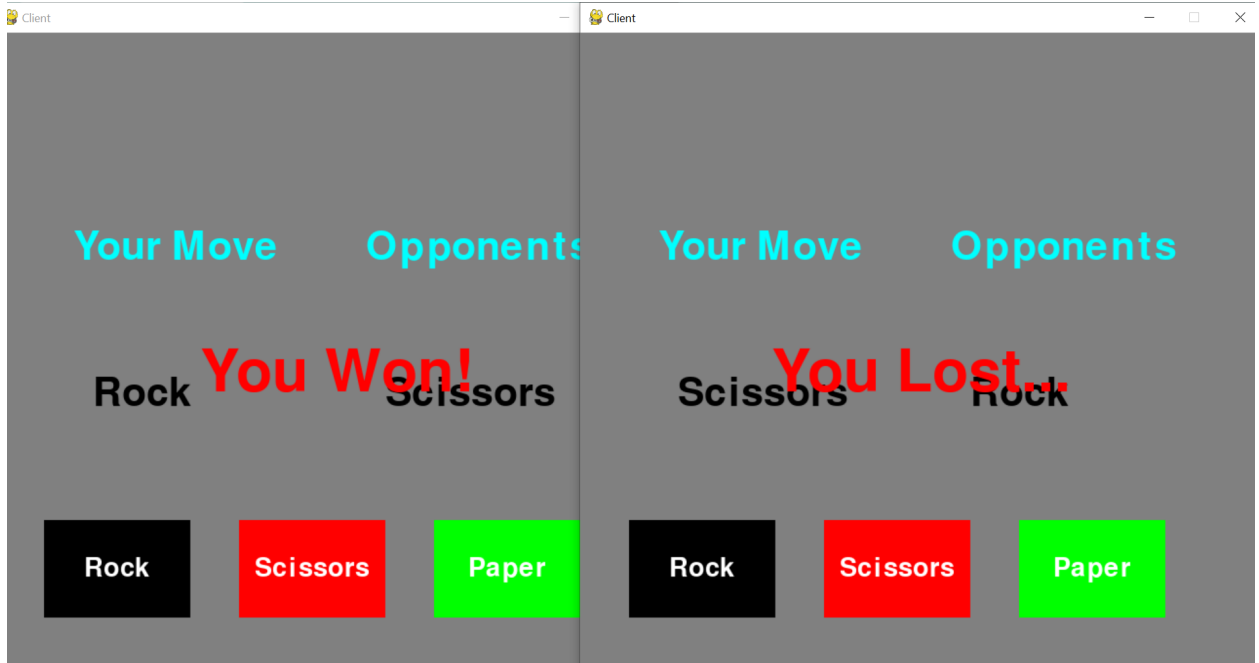 Client
Your Move Opponents
You Won!
Rock Scissors
Rock Scissors Paper
Client
Your Move Opponents
You Lost...
Scissors Rock
Rock Scissors Paper